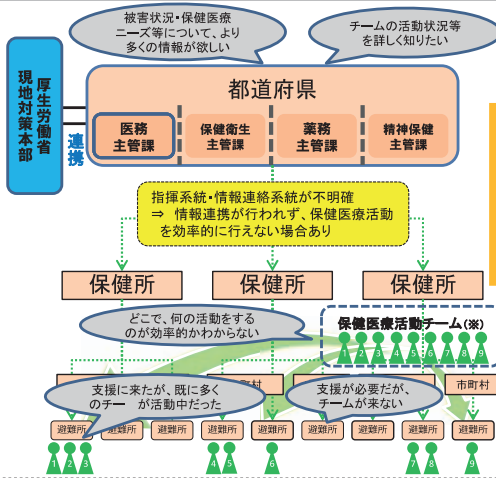 被害状況・保健医療
ニーズ等について、より
多くの情報が欲しい
チームの活動状況等
を詳しく知りたい
厚生労働省
現地対策本部
連携
都道府県
医務
主管課
保健衛生
主管課
薬務
主管課
精神保健
主管課
指揮系統・情報連絡系統が不明確
⇒ 情報連携が行われず、保健医療活動
を効率的に行えない場合あり
保健所
保健所
保健所
どこで、何の活動をする
のが効率的かわからない
保健医療活動チーム(※)
1 2 3 4 5 6 7 8 9
町村
市町村
支援に来たが、既に多く
のチー が活動中だった
支援が必要だが、
チームが来ない
避難所 避難所 避難所 避難所 避難所 避難所 避難所 避難所 避難所
1 2 3 4 5 6 7 8 9